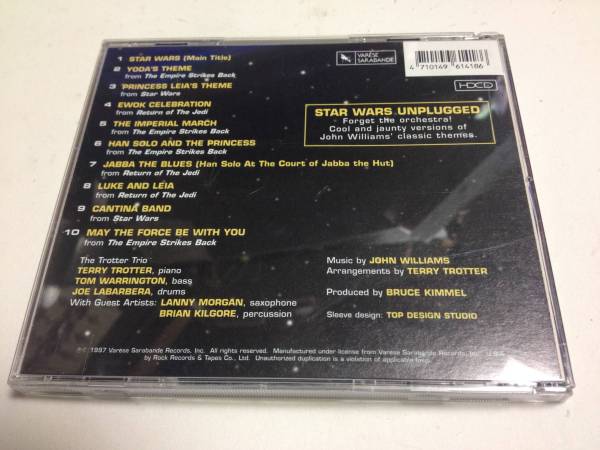 1 STAR WARS (Main Title)
2 YODA'S THEME
from The Empire Strikes Back
3 PRINCESS LEIA'S THEME
from Star Wars
4 EWOK CELEBRATION
from Return of The Jedi
5 THE IMPERIAL MARCH
from The Empire Strikes Back
6 HAN SOLO AND THE PRINCESS
from The Empire Strikes Back
7 JABBA THE BLUES (Han Solo At The Court of Jabba the Hut)
from Return of The Jedi
8 LUKE AND LEIA
from Return of The Jedi
9 CANTINA BAND
from Star Wars
10 MAY THE FORCE BE WITH YOU
from The Empire Strikes Back
VARÈSE
SARABANDE
4 710149 614186
HDCD
STAR WARS UNPLUGGED
Forget the orchestra!
Cool and jaunty versions of
John Williams' classic themes.
The Trotter Trio
TERRY TROTTER, piano
TOM WARRINGTON, bass
JOE LABARBERA, drums
With Guest Artists: LANNY MORGAN, saxophone
BRIAN KILGORE, percussion
Music by JOHN WILLIAMS
Arrangements by TERRY TROTTER
Produced by BRUCE KIMMEL
Sleeve design: TOP DESIGN STUDIO
1997 Varèse Sarabande Records, Inc. All rights reserved. Manufactured under license from Varèse Sarabande Records, Inc.
by Rock Records & Tapes Co., Ltd. Unauthorized duplication is a violation of applicable laws.